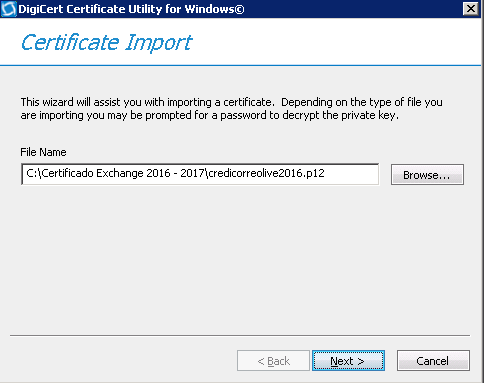 DigiCert Certificate Utility for Windows©
Certificate Import
This wizard will assist you with importing a certificate. Depending on the type of file you
are importing you may be prompted for a password to decrypt the private key.
File Name
C:\Certificado Exchange 2016 - 2017\credicorreolive2016.p12
Browse...
< Back
Next >
Cancel